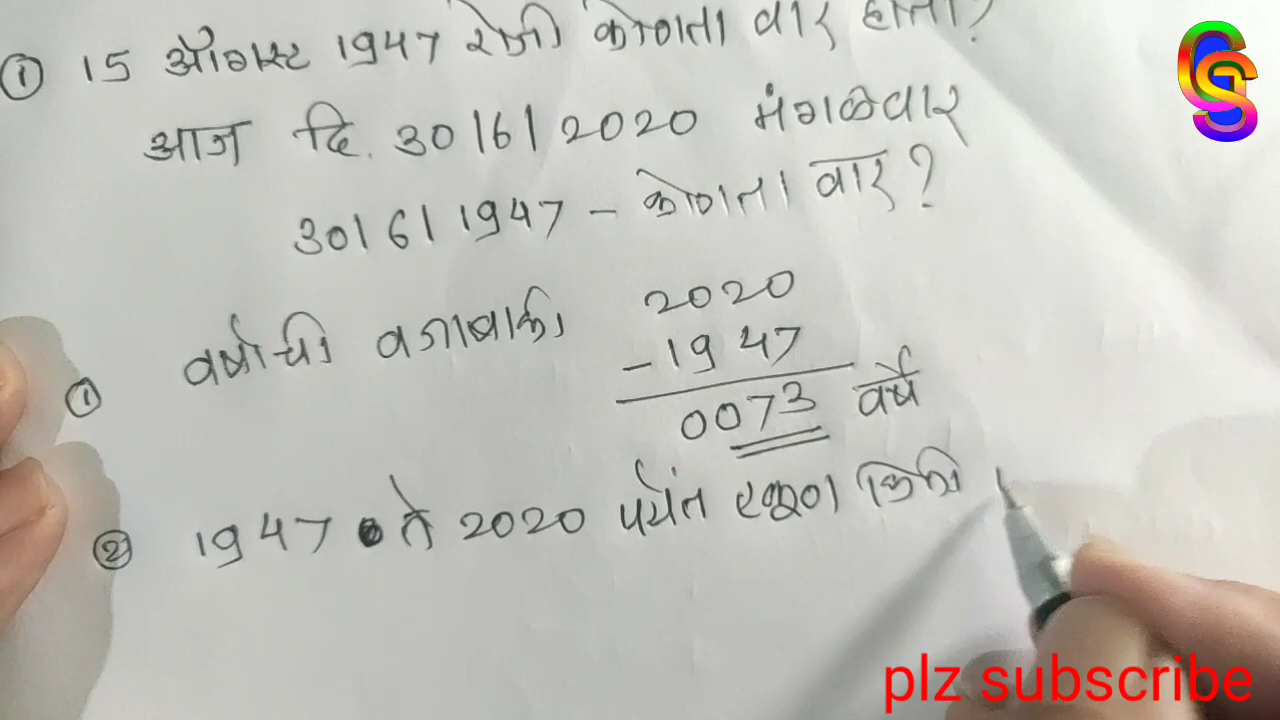 ① 15 ऑगस्ट 1947 रोजी कोणता वार होता?
आज दि. 30/6/2020 मंगळवार
30/6/1947 - कोणता वार?
① वर्षाची वजाबाकी 2020
- 1947
0073 वर्षे
② 1947 ते 2020 पर्यंत एकूण किती
GS
plz subscribe